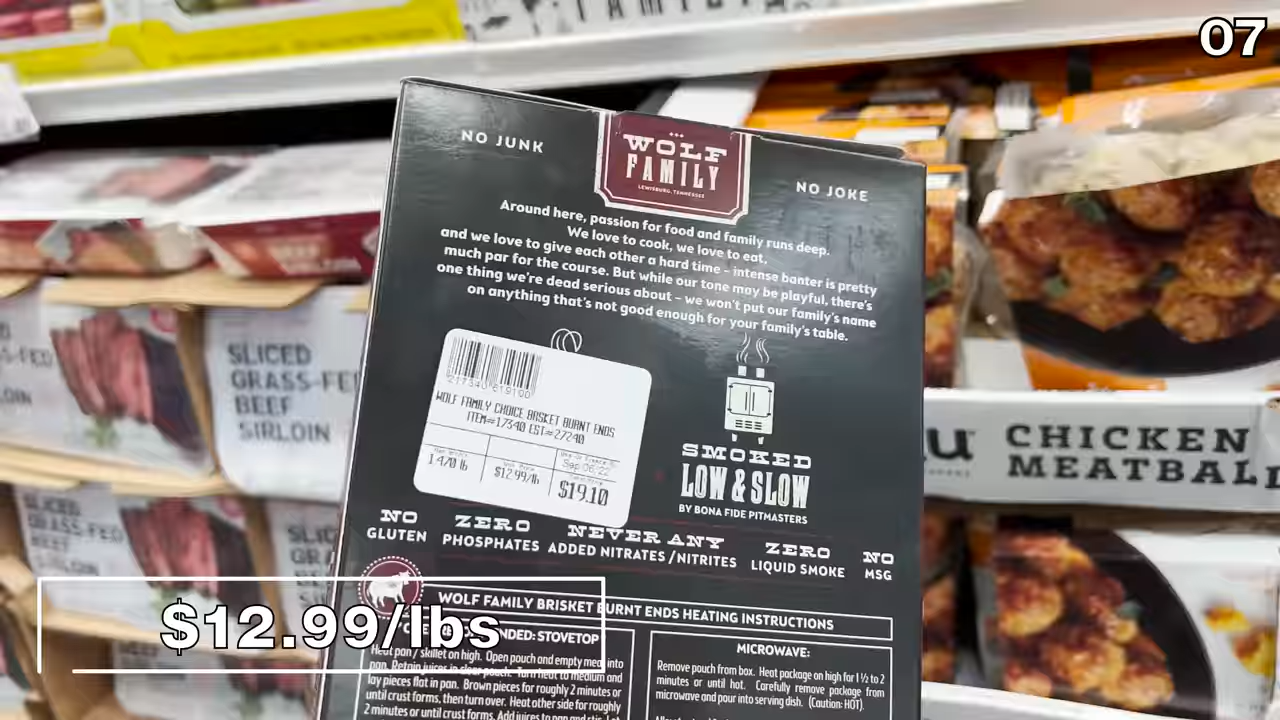 07
NO JUNK
WOLF
FAMILY
LEWISBURG, TENNESSEE
NO JOKE
Around here, passion for food and family runs deep.
We love to cook, we love to eat,
and we love to give each other a hard time – intense banter is pretty
much par for the course. But while our tone may be playful, there's
one thing we're dead serious about – we won't put our family's name
on anything that's not good enough for your family's table.
WOLF FAMILY CHOICE BRSKET BURNT ENDS
ITEM#17340 EST#27240
Sep 06, 22
1.470 lb
$12.99/lb
$19.10
SMOKED
LOW & SLOW
BY BONA FIDE PITMASTERS
NO
GLUTEN
ZERO
PHOSPHATES
NEVER ANY
ADDED NITRATES/NITRITES
ZERO
LIQUID SMOKE
NO
MSG
WOLF FAMILY BRISKET BURNT ENDS HEATING INSTRUCTIONS
STOVETOP
Heat pan / skillet on high. Open pouch and empty meat into
pan. Retain juices in clear pouch. Turn heat to medium and
lay pieces flat in pan. Brown pieces for roughly 2 minutes or
until crust forms, then turn over. Heat other side for roughly
2 minutes or until crust forms. Add juices to pan and stir.
MICROWAVE:
Remove pouch from box. Heat package on high for 1 ½ to 2
minutes or until hot. Carefully remove package from
microwave and pour into serving dish. (Caution: HOT).
$12.99/lbs
SLICED
GRASS-FE
BEEF
SIRLOIN
SLICED
GRASS-FED
BEEF
SIRLOIN
CHICKEN
MEATBAL